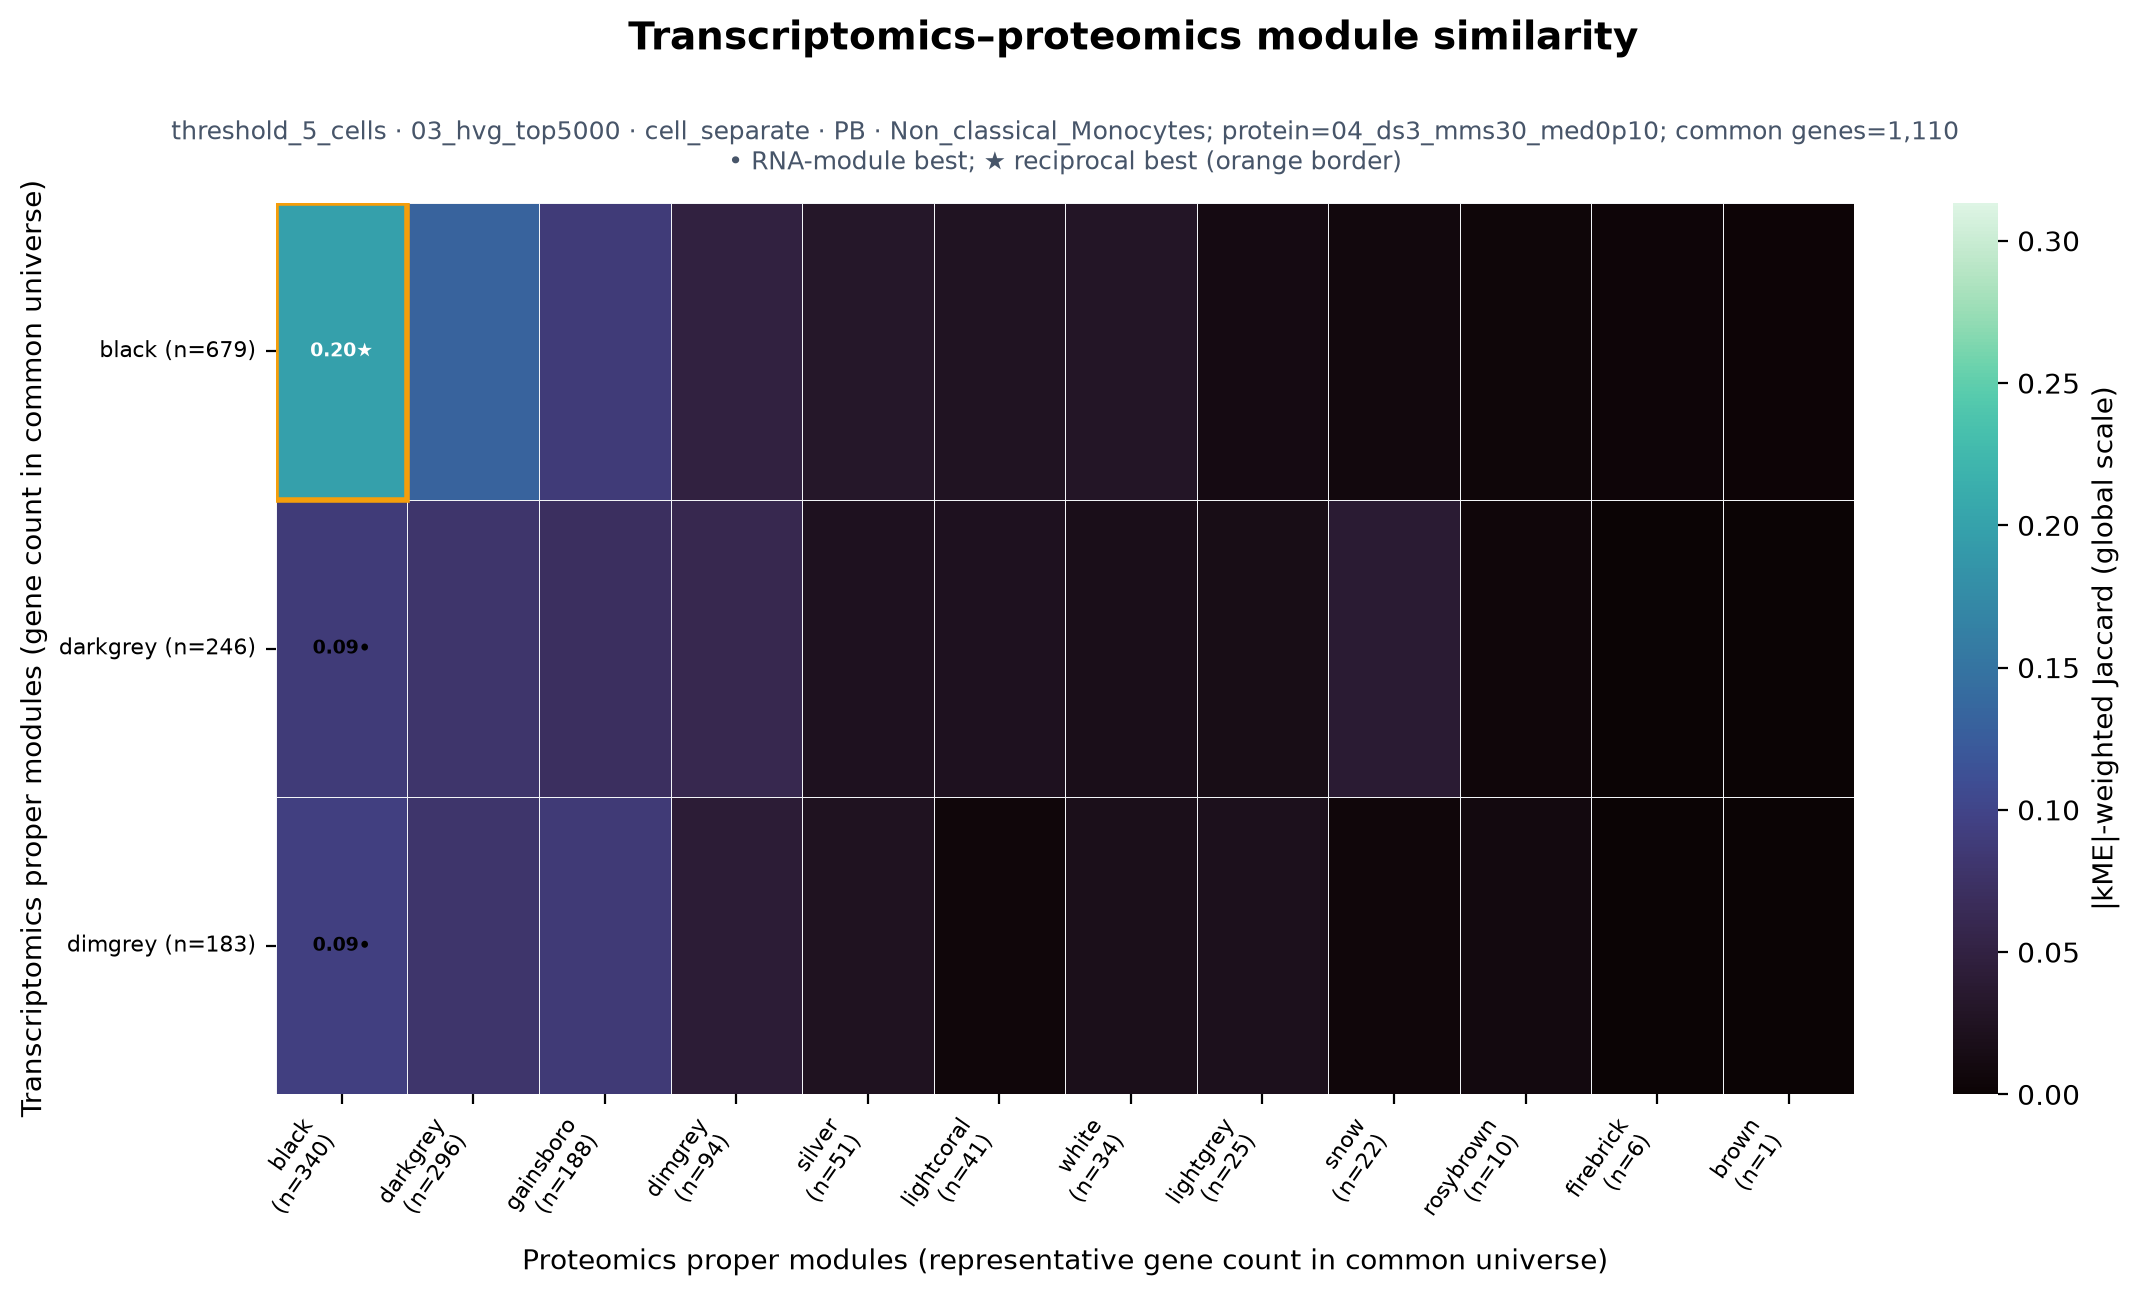 Transcriptomics–proteomics module similarity
threshold_5_cells · 03_hvg_top5000 · cell_separate · PB · Non_classical_Monocytes; protein=04_ds3_mms30_med0p10; common genes=1,110
• RNA-module best; ★ reciprocal best (orange border)
Transcriptomics proper modules (gene count in common universe)
black (n=679)
darkgrey (n=246)
dimgrey (n=183)
0.20★
0.09•
0.09•
black
(n=340)
darkgrey
(n=296)
gainsboro
(n=188)
dimgrey
(n=94)
silver
(n=51)
lightcoral
(n=41)
white
(n=34)
lightgrey
(n=25)
snow
(n=22)
rosybrown
(n=10)
firebrick
(n=6)
brown
(n=1)
Proteomics proper modules (representative gene count in common universe)
0.30
0.25
0.20
0.15
0.10
0.05
0.00
|kME|-weighted Jaccard (global scale)